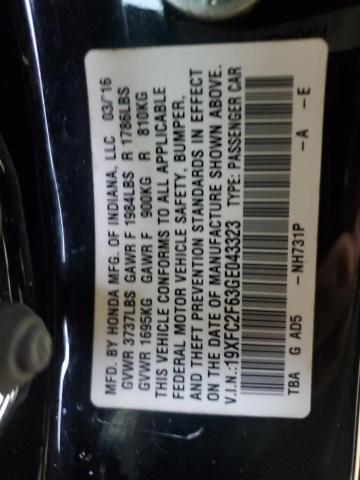 MFD. BY HONDA MFG. OF INDIANA, LLC 03/'16
GVWR 3737LBS GAWR F 1984LBS R 1786LBS
GVWR 1695KG GAWR F 900KG R 810KG
THIS VEHICLE CONFORMS TO ALL APPLICABLE
FEDERAL MOTOR VEHICLE SAFETY, BUMPER,
AND THEFT PREVENTION STANDARDS IN EFFECT
ON THE DATE OF MANUFACTURE SHOWN ABOVE.
V.I.N.:19XFC2F63GE043323 TYPE: PASSENGER CAR
TBA G AD5 -NH731P -A -E